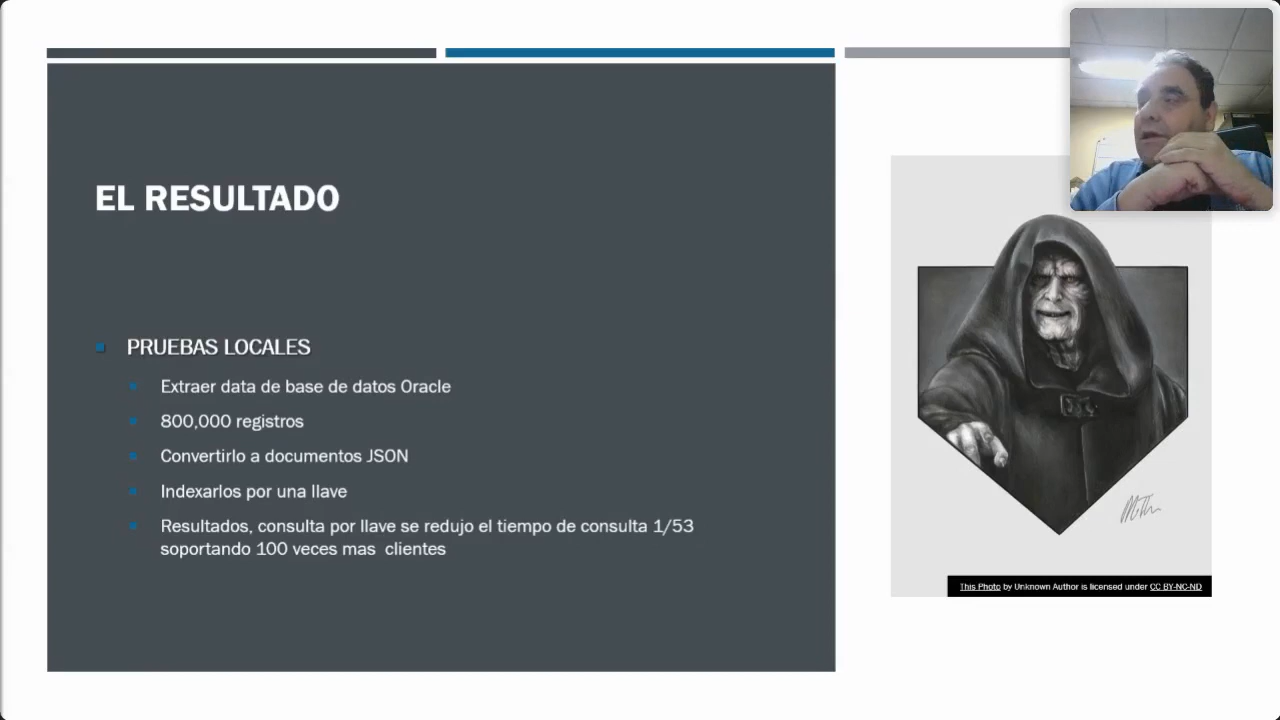 EL RESULTADO
PRUEBAS LOCALES
Extraer data de base de datos Oracle
800,000 registros
Convertirlo a documentos JSON
Indexarlos por una llave
Resultados, consulta por llave se redujo el tiempo de consulta 1/53
soportando 100 veces mas clientes
This Photo by Unknown Author is licensed under CC BY-NC-ND